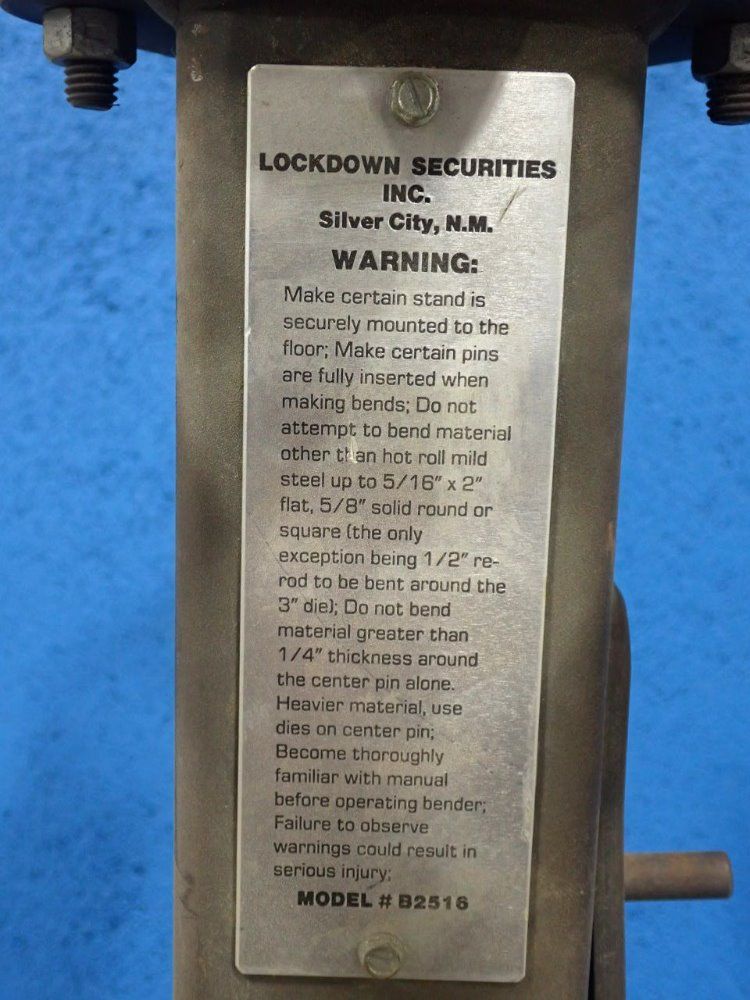 LOCKDOWN SECURITIES
INC.
Silver City, N.M.
WARNING:
Make certain stand is
securely mounted to the
floor; Make certain pins
are fully inserted when
making bends; Do not
attempt to bend material
other than hot roll mild
steel up to 5/16" x 2"
flat, 5/8" solid round or
square (the only
exception being 1/2" re-
rod to be bent around the
3" die); Do not bend
material greater than
1/4" thickness around
the center pin alone.
Heavier material, use
dies on center pin;
Become thoroughly
familiar with manual
before operating bender;
Failure to observe
warnings could result in
serious injury;
MODEL # B2516